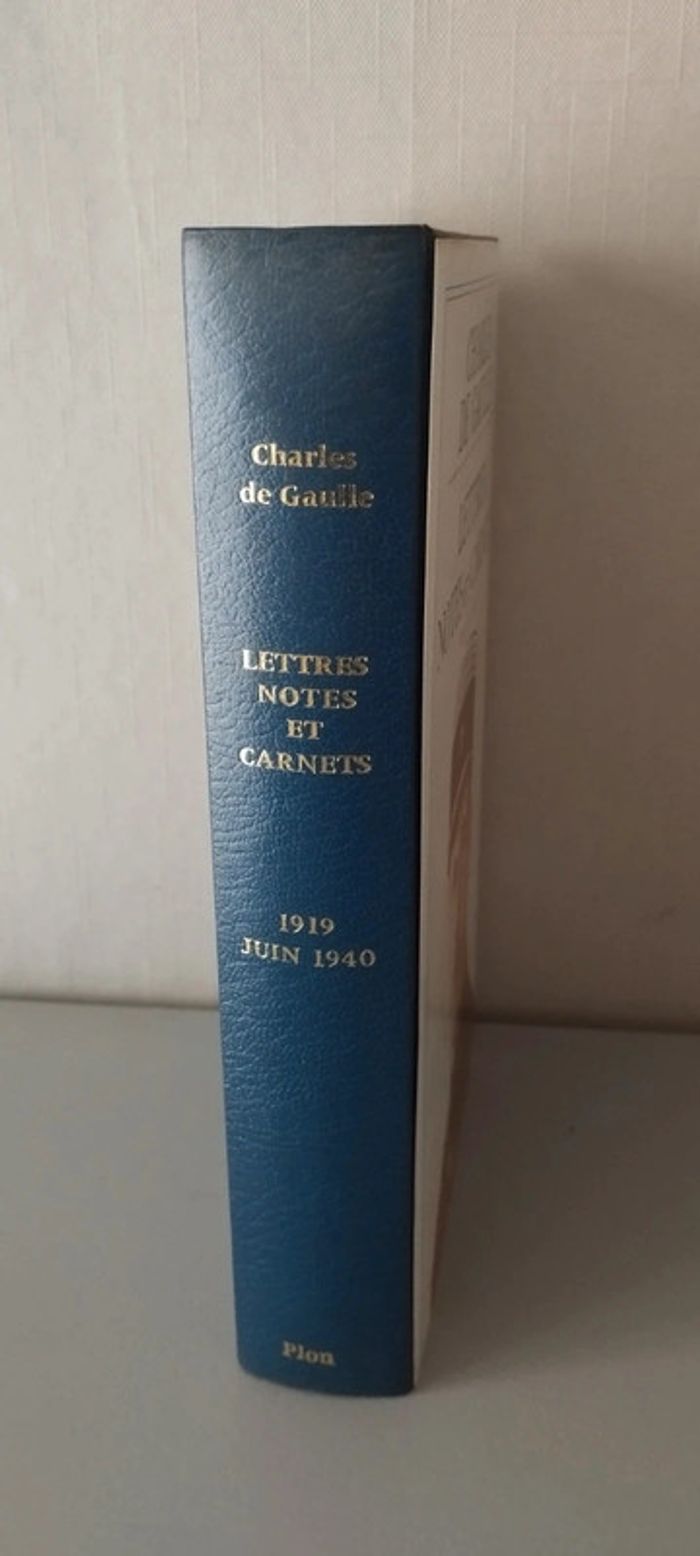 Charles
de Gaulle
LETTRES
NOTES
ET
CARNETS
1919
JUIN 1940
Plon